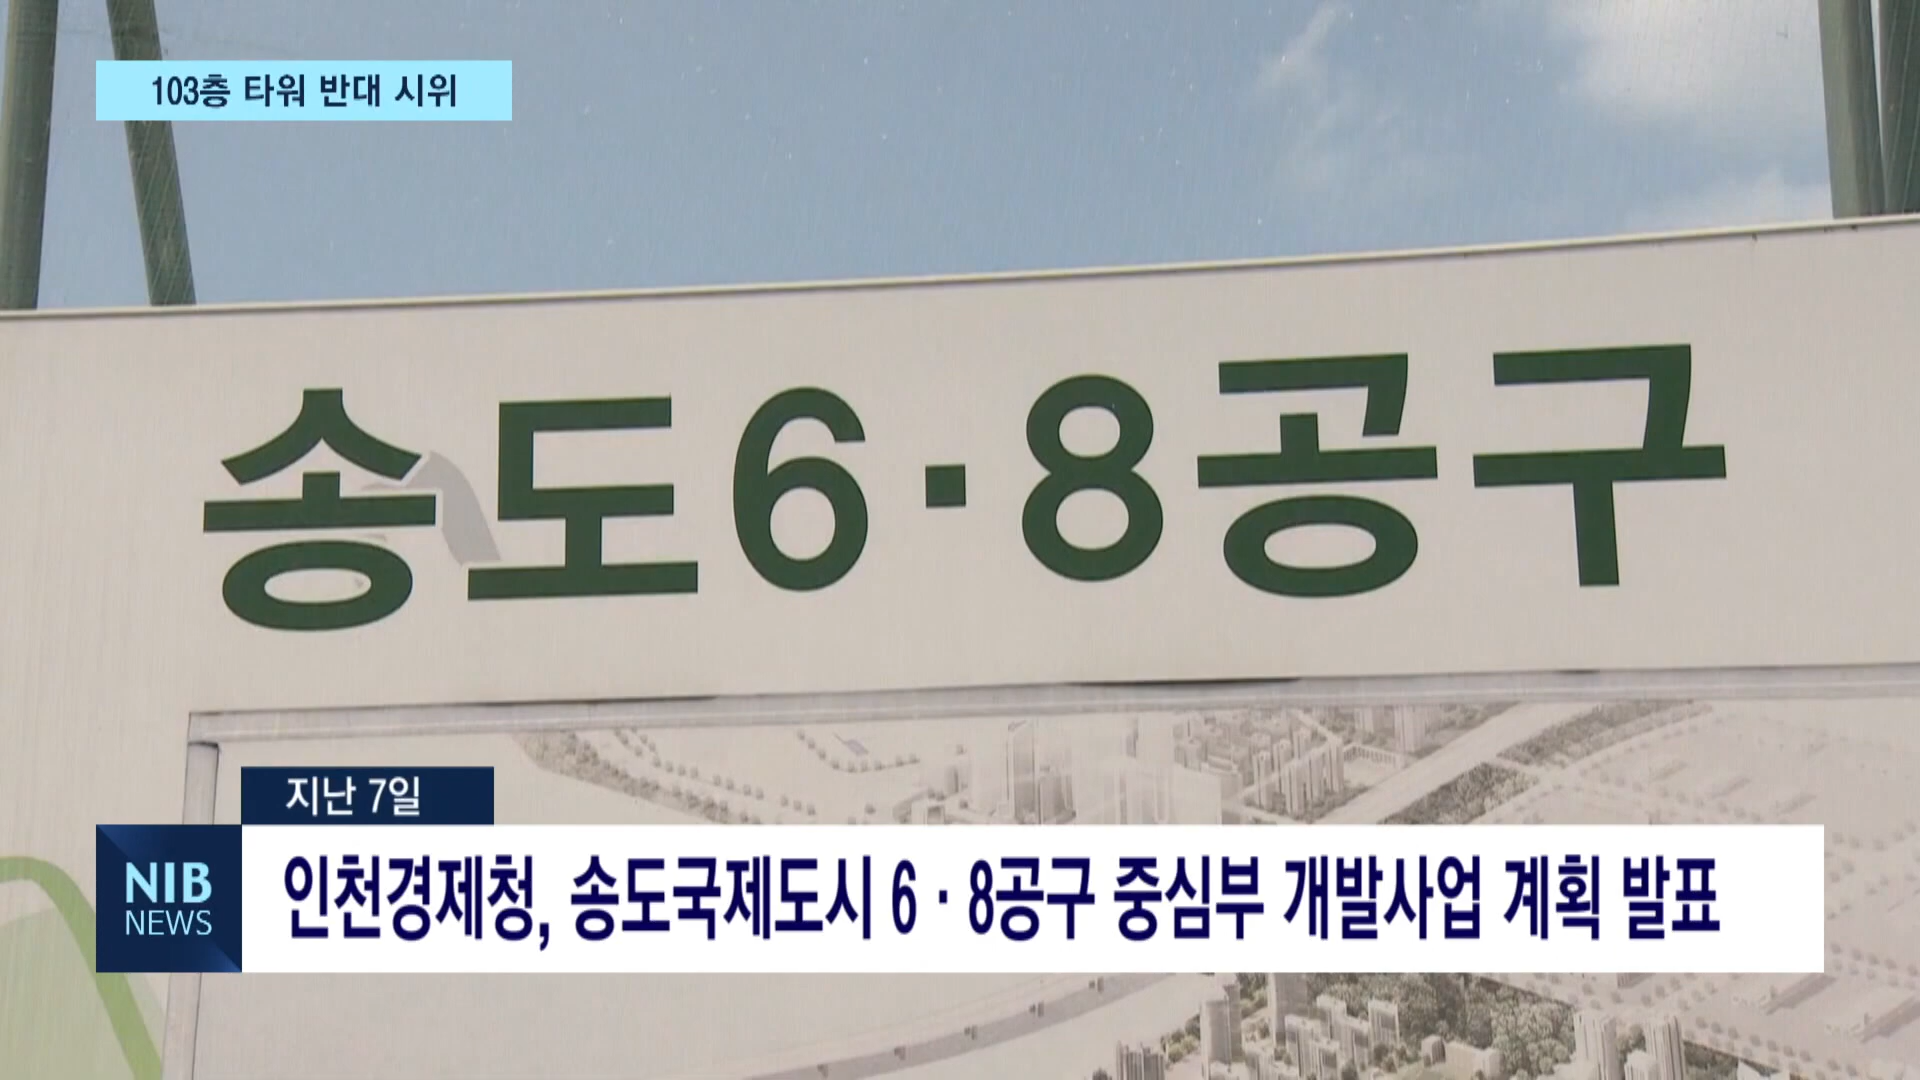 103층 타워 반대 시위
송도6·8공구
지난 7일
NIB
NEWS
인천경제청, 송도국제도시 6·8공구 중심부 개발사업 계획 발표